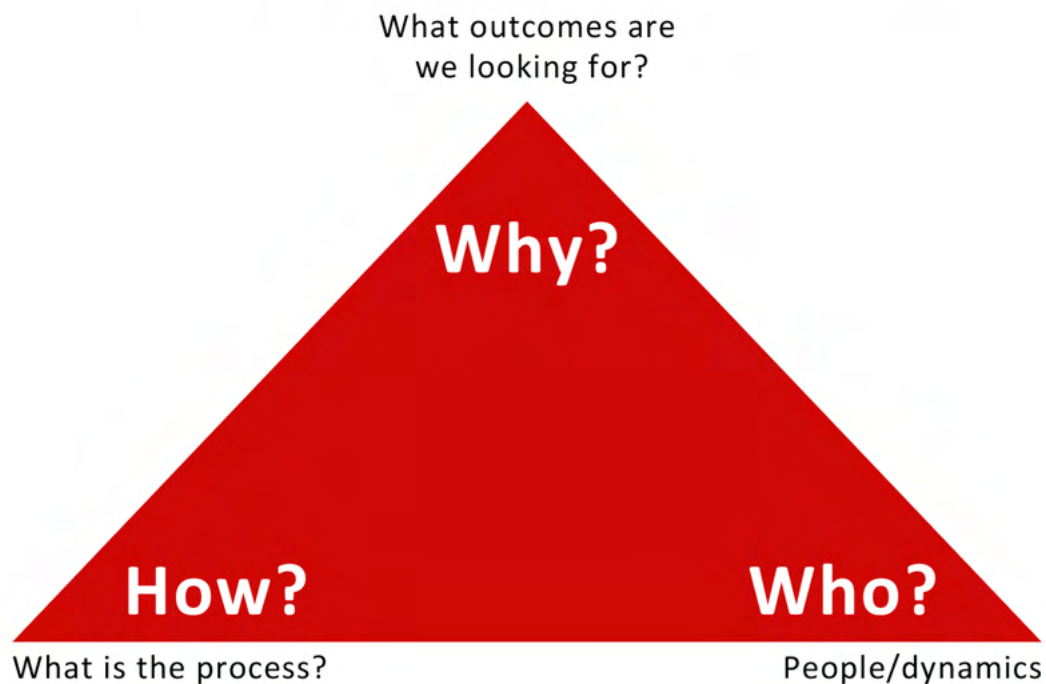 What outcomes are
we looking for?
Why?
How?
Who?
What is the process?
People/dynamics